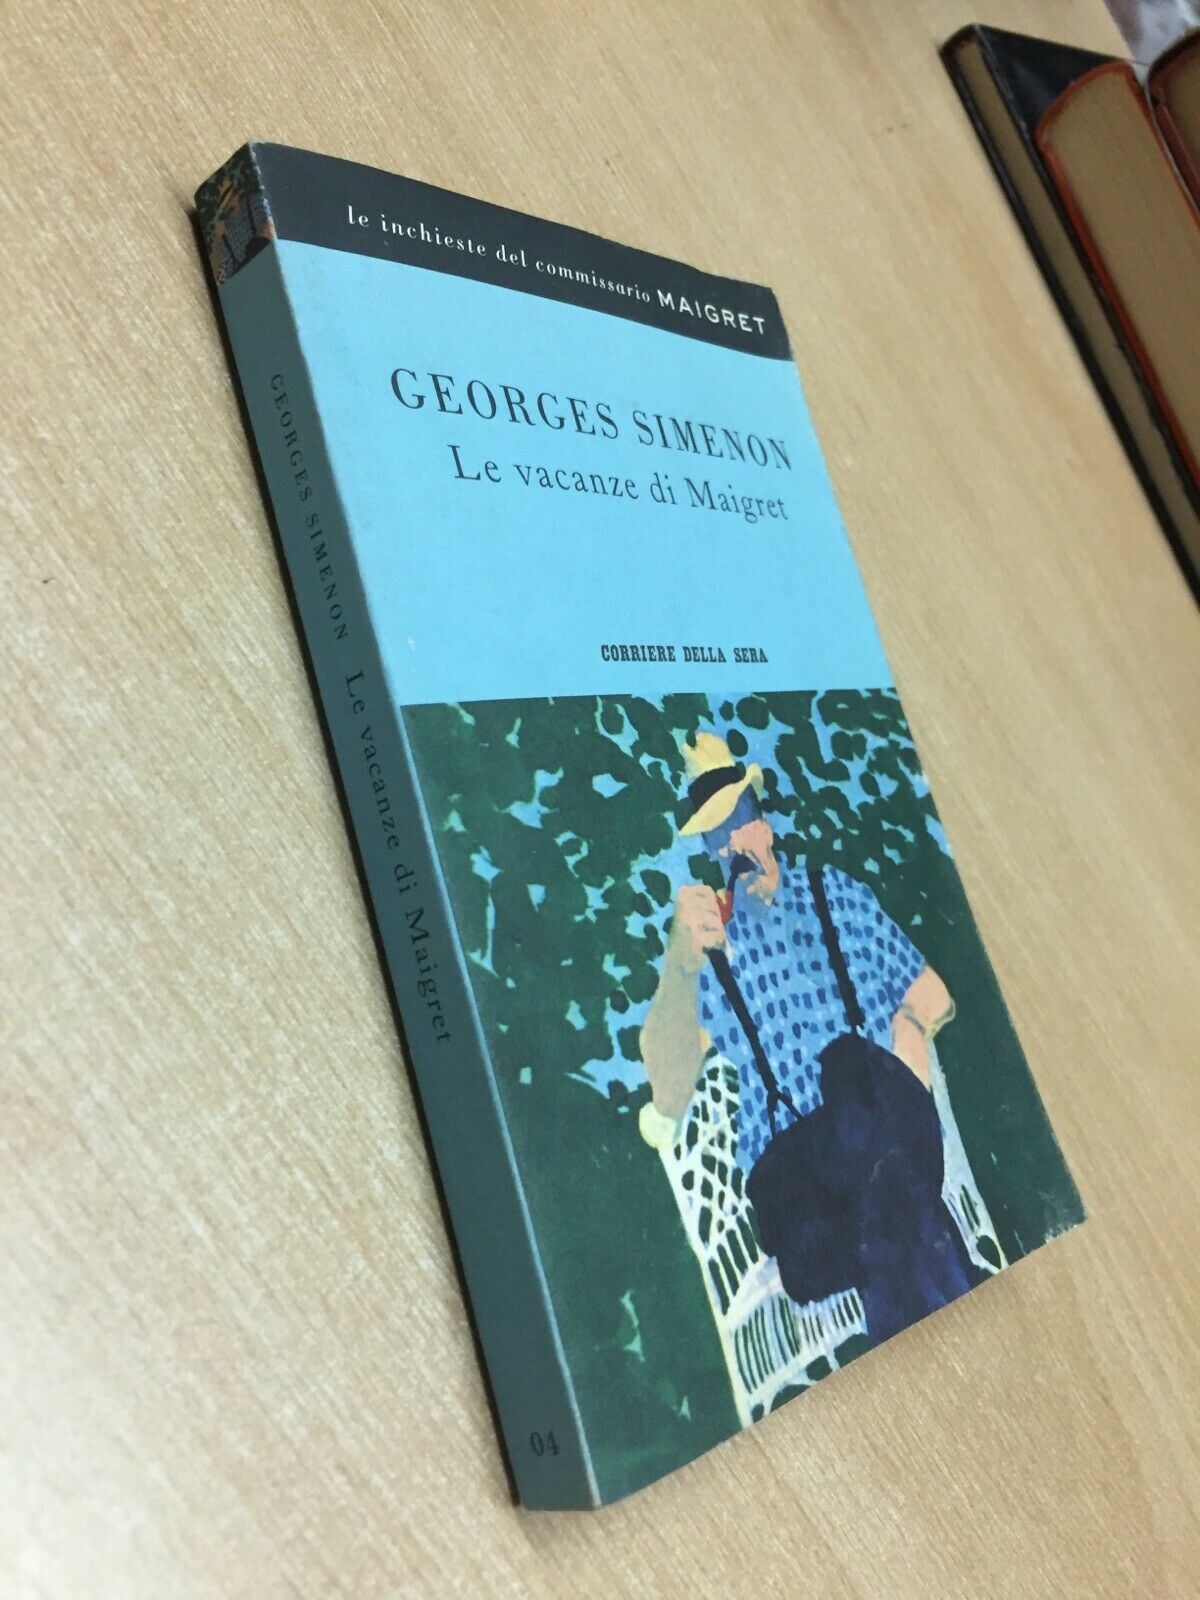 le inchieste del commissario MAIGRET
GEORGES SIMENON
Le vacanze di Maigret
CORRIERE DELLA SERA
GEORGES SIMENON Le vacanze di Maigret
04